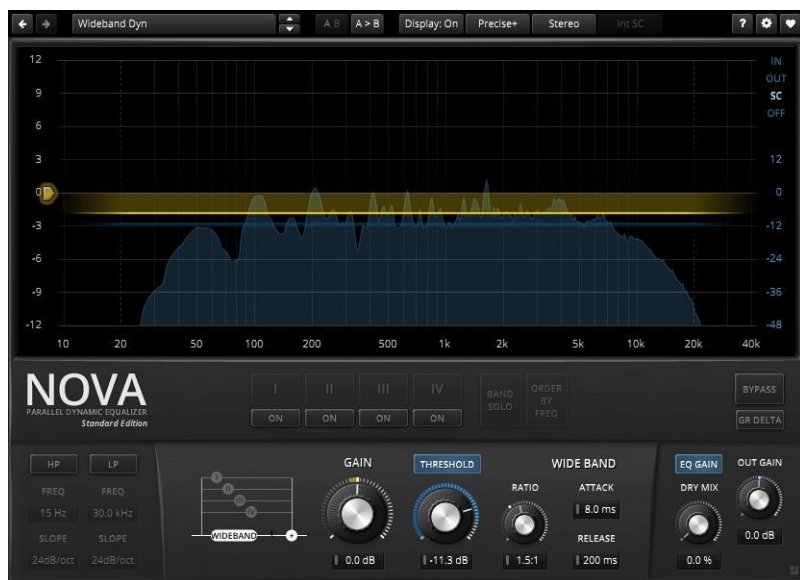 Wideband Dyn
A B
A > B
Display: On
Precise+
Stereo
Int SC
?
12
9
6
3
0
-3
-6
-9
-12
IN
OUT
SC
OFF
12
0
-12
-24
-36
-48
10 20 50 100 200 500 1k 2k 5k 10k 20k 40k
NOVA
PARALLEL DYNAMIC EQUALIZER
Standard Edition
I II III IV
ON ON ON ON
BAND
SOLO
ORDER
BY
FREQ
BYPASS
GR DELTA
HP LP
FREQ FREQ
15 Hz 30.0 kHz
SLOPE SLOPE
24dB/oct 24dB/oct
I
II
III
IV
WIDEBAND
+
GAIN
0.0 dB
THRESHOLD
-11.3 dB
WIDE BAND
RATIO
1.5:1
ATTACK
8.0 ms
RELEASE
200 ms
EQ GAIN
DRY MIX
0.0 %
OUT GAIN
0.0 dB